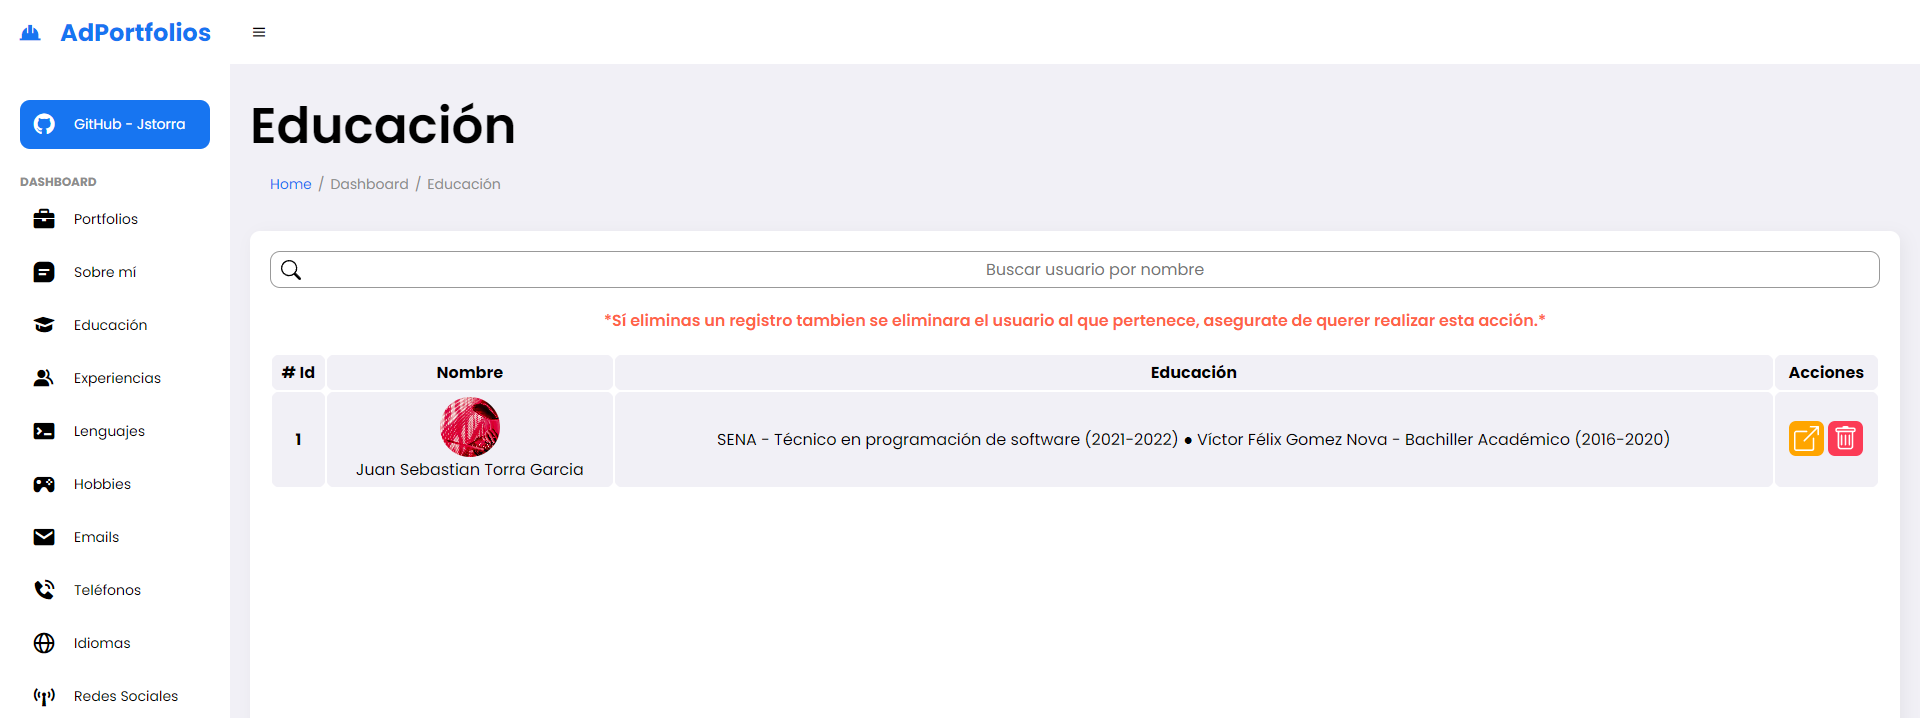 AdPortfolios
GitHub - Jstorra
DASHBOARD
Portfolios
Sobre mí
Educación
Experiencias
Lenguajes
Hobbies
Emails
Teléfonos
Idiomas
Redes Sociales
Educación
Home / Dashboard / Educación
Buscar usuario por nombre
*Sí eliminas un registro tambien se eliminara el usuario al que pertenece, asegurate de querer realizar esta acción.*
# Id Nombre Educación Acciones
1 Juan Sebastian Torra Garcia SENA - Técnico en programación de software (2021-2022) ● Víctor Félix Gomez Nova - Bachiller Académico (2016-2020)